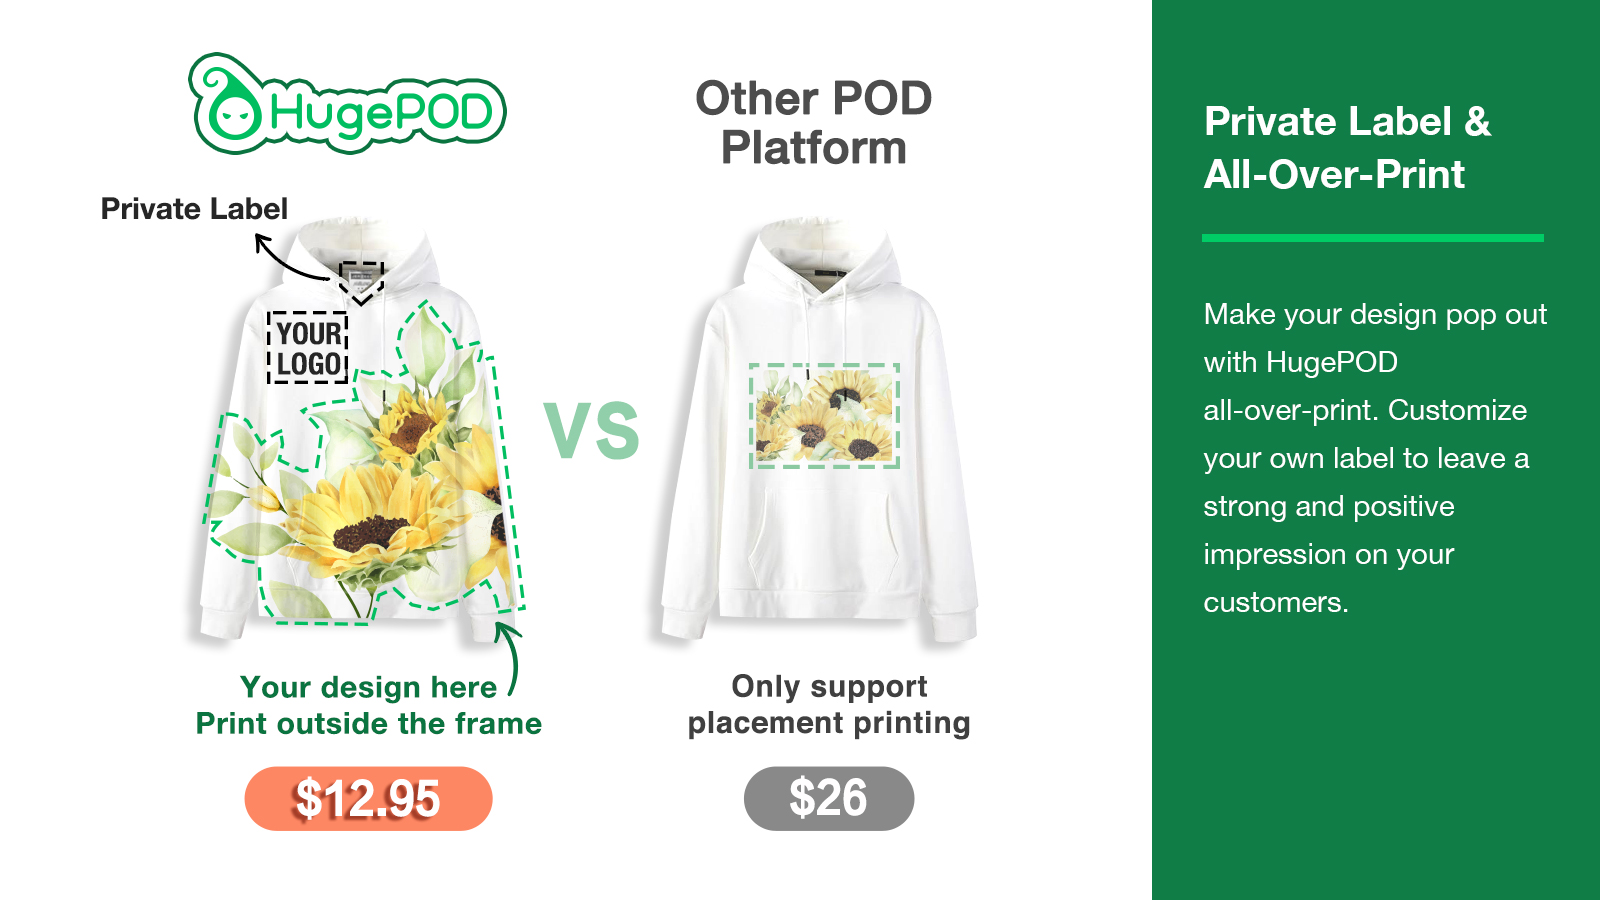 HugePOD
Other POD
Platform
Private Label
YOUR
LOGO
VS
Your design here
Print outside the frame
$12.95
Only support
placement printing
$26
Private Label &
All-Over-Print
Make your design pop out
with HugePOD
all-over-print. Customize
your own label to leave a
strong and positive
impression on your
customers.